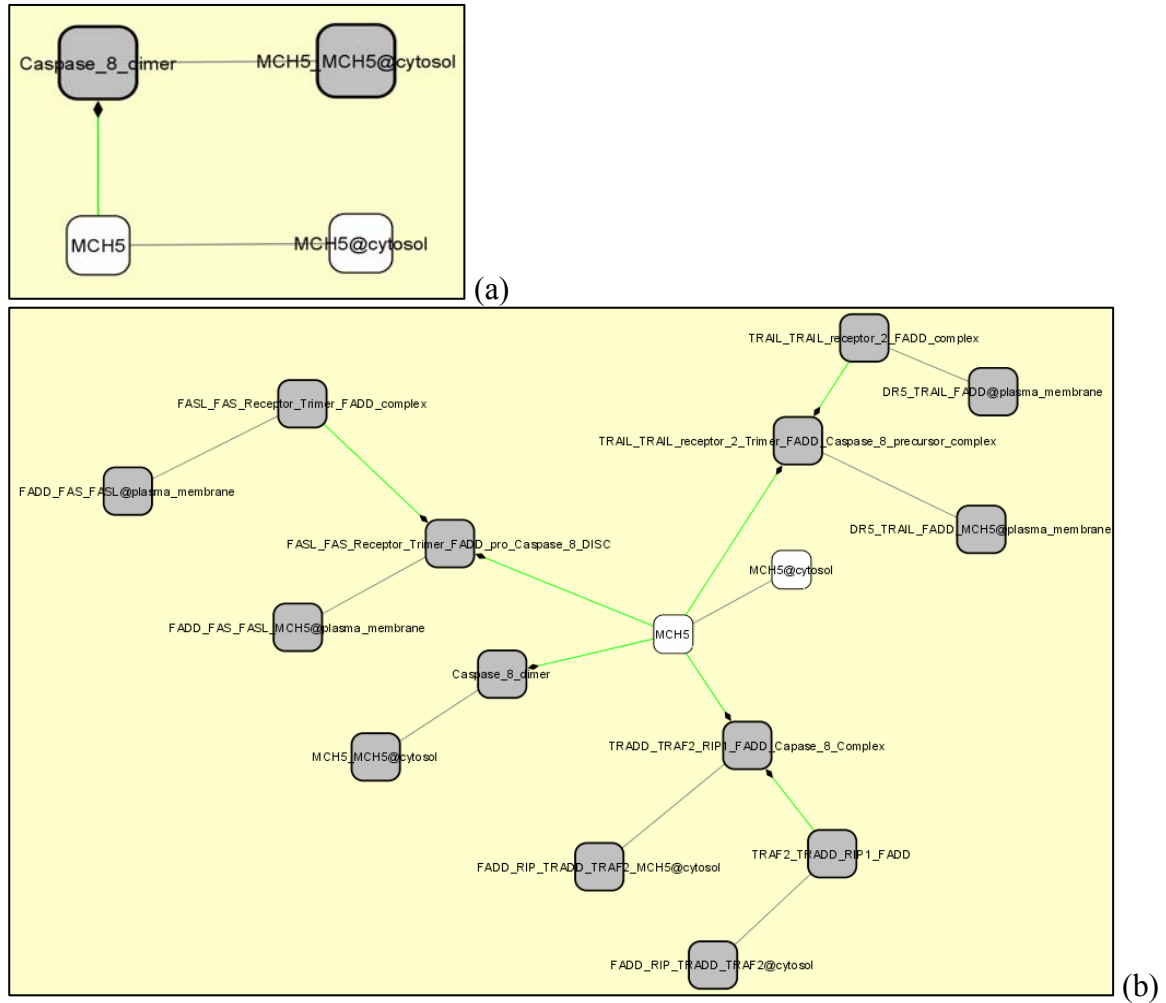 Caspase_8_dimer
MCH5_MCH5@cytosol
MCH5
MCH5@cytosol
(a)
TRAIL_TRAIL_receptor_2_FADD_complex
DR5_TRAIL_FADD@plasma_membrane
FASL_FAS_Receptor_Trimer_FADD_complex
TRAIL_TRAIL_receptor_2_Trimer_FADD_Caspase_8_precursor_complex
FADD_FAS_FASL@plasma_membrane
DR5_TRAIL_FADD_MCH5@plasma_membrane
FASL_FAS_Receptor_Trimer_FADD_pro_Caspase_8_DISC
MCH5@cytosol
FADD_FAS_FASL_MCH5@plasma_membrane
MCH5
Caspase_8_dimer
TRADD_TRAF2_RIP1_FADD_Capase_8_Complex
MCH5_MCH5@cytosol
TRAF2_TRADD_RIP1_FADD
FADD_RIP_TRADD_TRAF2_MCH5@cytosol
FADD_RIP_TRADD_TRAF2@cytosol
(b)